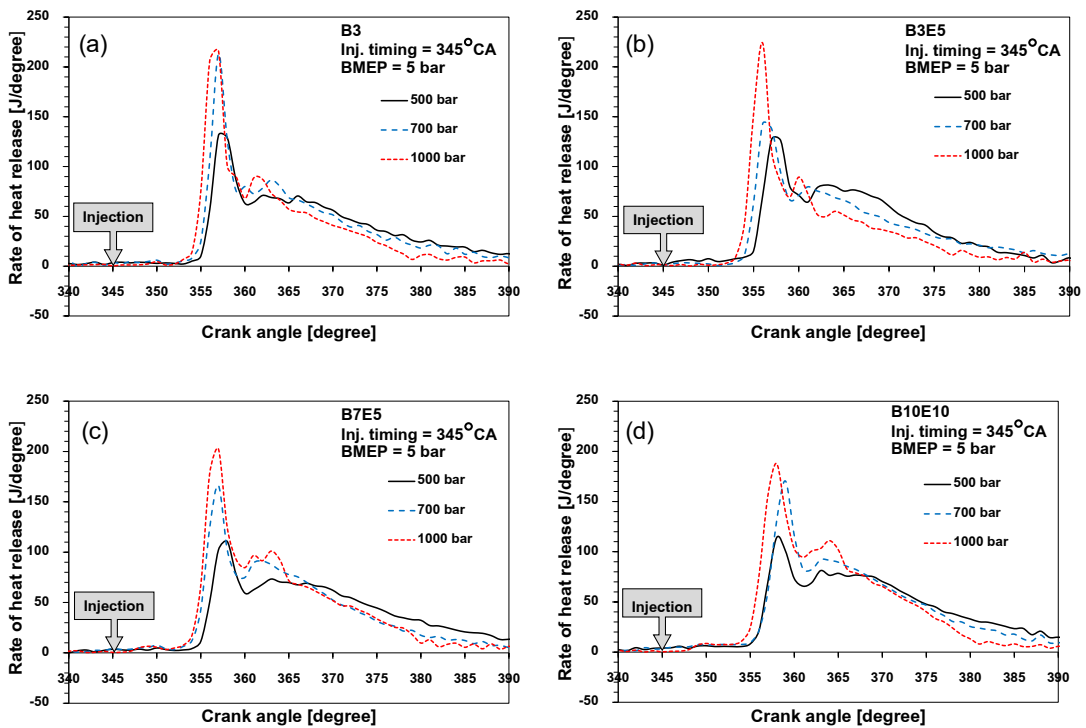 (a)
B3
Inj. timing = 345°CA
BMEP = 5 bar
500 bar
700 bar
1000 bar
Injection
Rate of heat release [J/degree]
250
200
150
100
50
0
-50
340 345 350 355 360 365 370 375 380 385 390
Crank angle [degree]
(b)
B3E5
Inj. timing = 345°CA
BMEP = 5 bar
500 bar
700 bar
1000 bar
Injection
Rate of heat release [J/degree]
250
200
150
100
50
0
-50
340 345 350 355 360 365 370 375 380 385 390
Crank angle [degree]
(c)
B7E5
Inj. timing = 345°CA
BMEP = 5 bar
500 bar
700 bar
1000 bar
Injection
Rate of heat release [J/degree]
250
200
150
100
50
0
-50
340 345 350 355 360 365 370 375 380 385 390
Crank angle [degree]
(d)
B10E10
Inj. timing = 345°CA
BMEP = 5 bar
500 bar
700 bar
1000 bar
Injection
Rate of heat release [J/degree]
250
200
150
100
50
0
-50
340 345 350 355 360 365 370 375 380 385 390
Crank angle [degree]